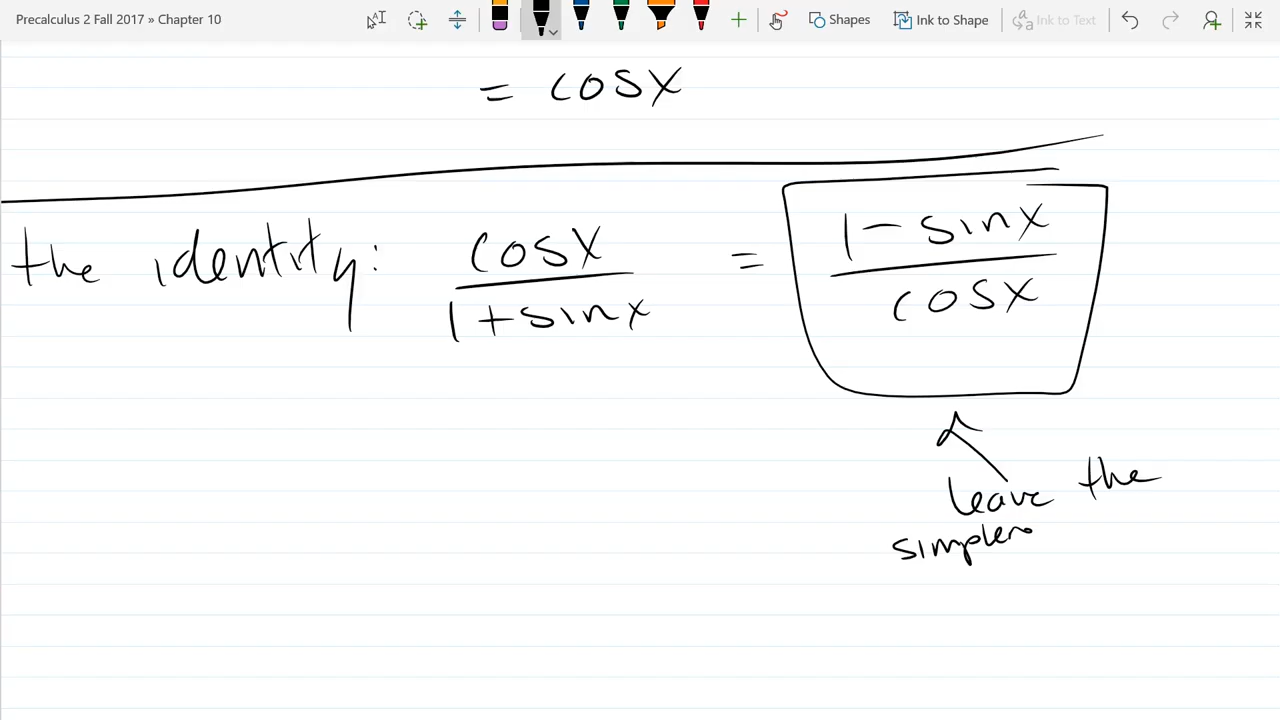 Precalculus 2 Fall 2017 » Chapter 10
Shapes
Ink to Shape
Ink to Text
= cosx
the identity: cosx / 1+sinx = 1-sinx / cosx
leave the
simpler